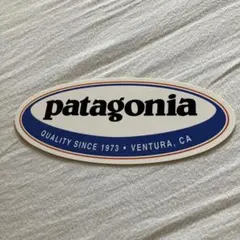 patagonia
QUALITY SINCE 1973 • VENTURA, CA